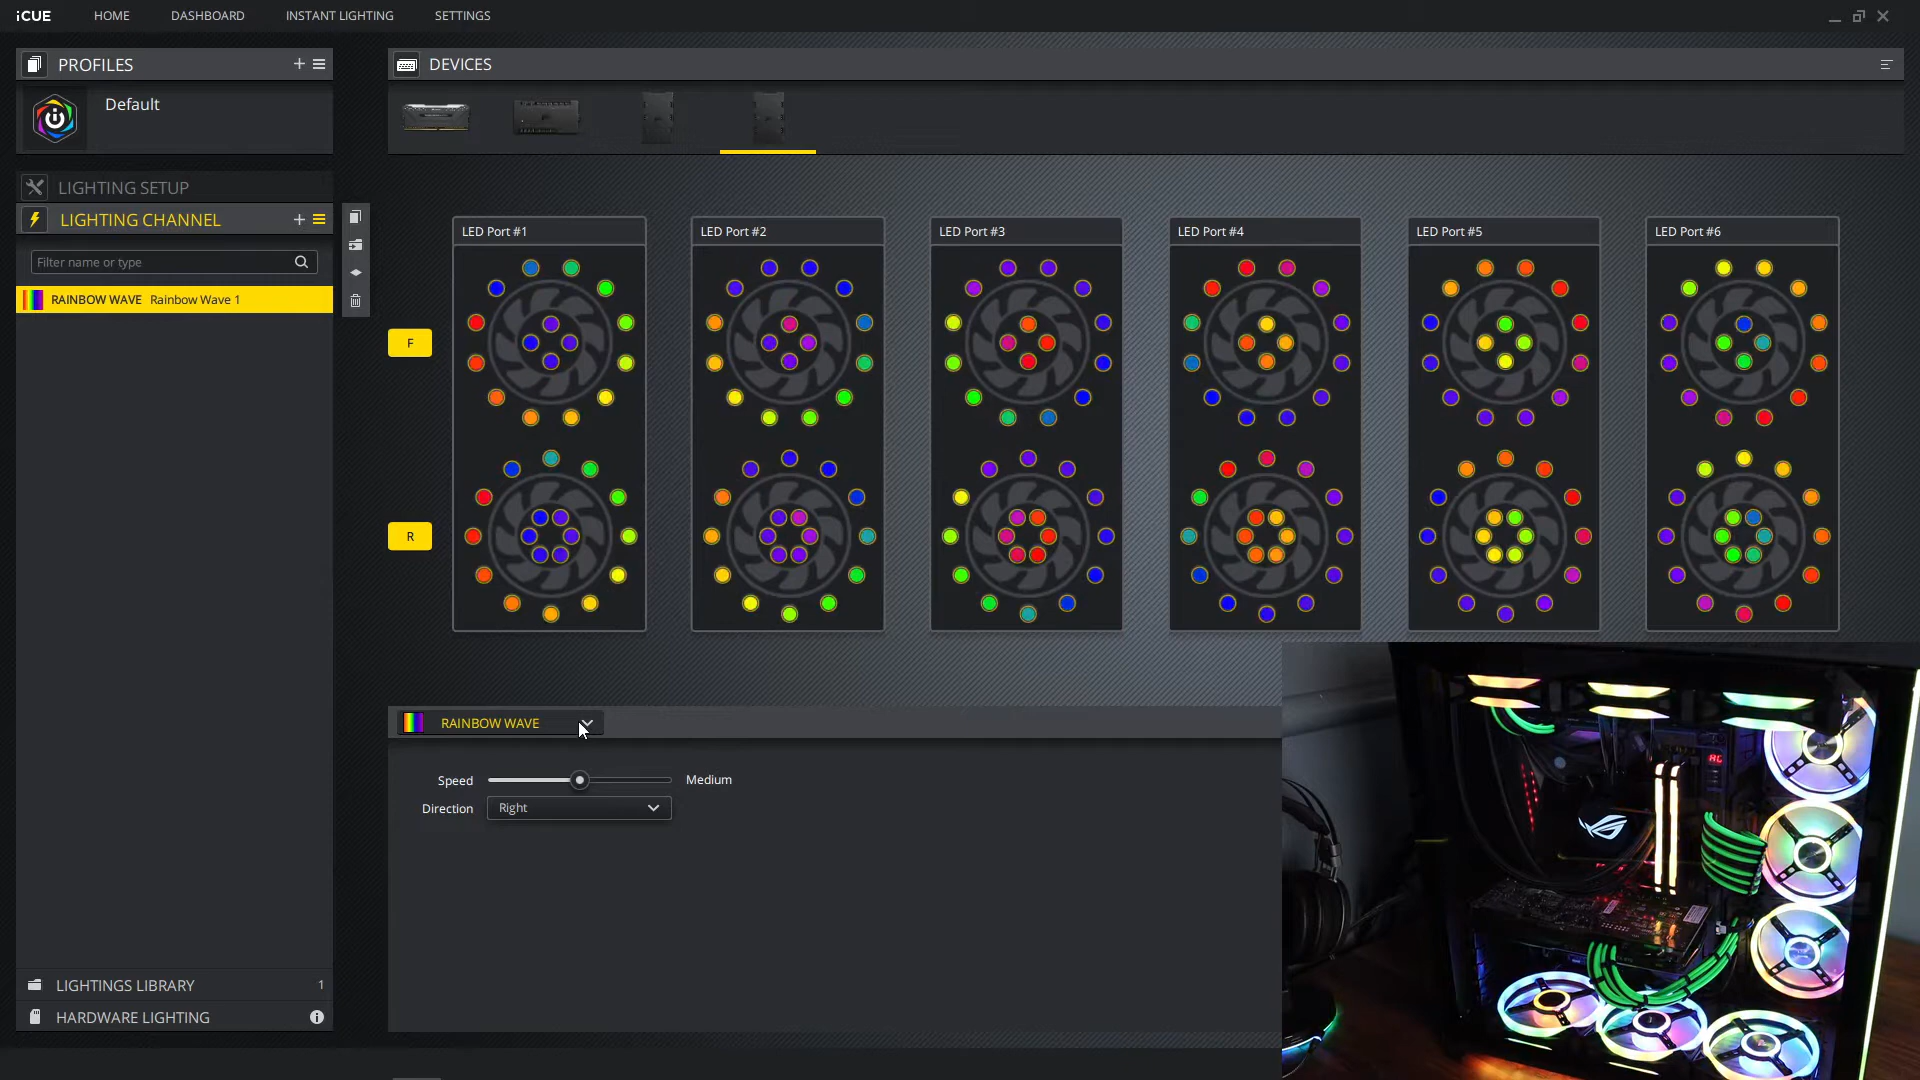 iCUE HOME DASHBOARD INSTANT LIGHTING SETTINGS
PROFILES
Default
LIGHTING SETUP
LIGHTING CHANNEL
Filter name or type
RAINBOW WAVE Rainbow Wave 1
LIGHTINGS LIBRARY 1
HARDWARE LIGHTING
DEVICES
LED Port #1 LED Port #2 LED Port #3 LED Port #4 LED Port #5 LED Port #6
F
R
RAINBOW WAVE
Speed Medium
Direction Right